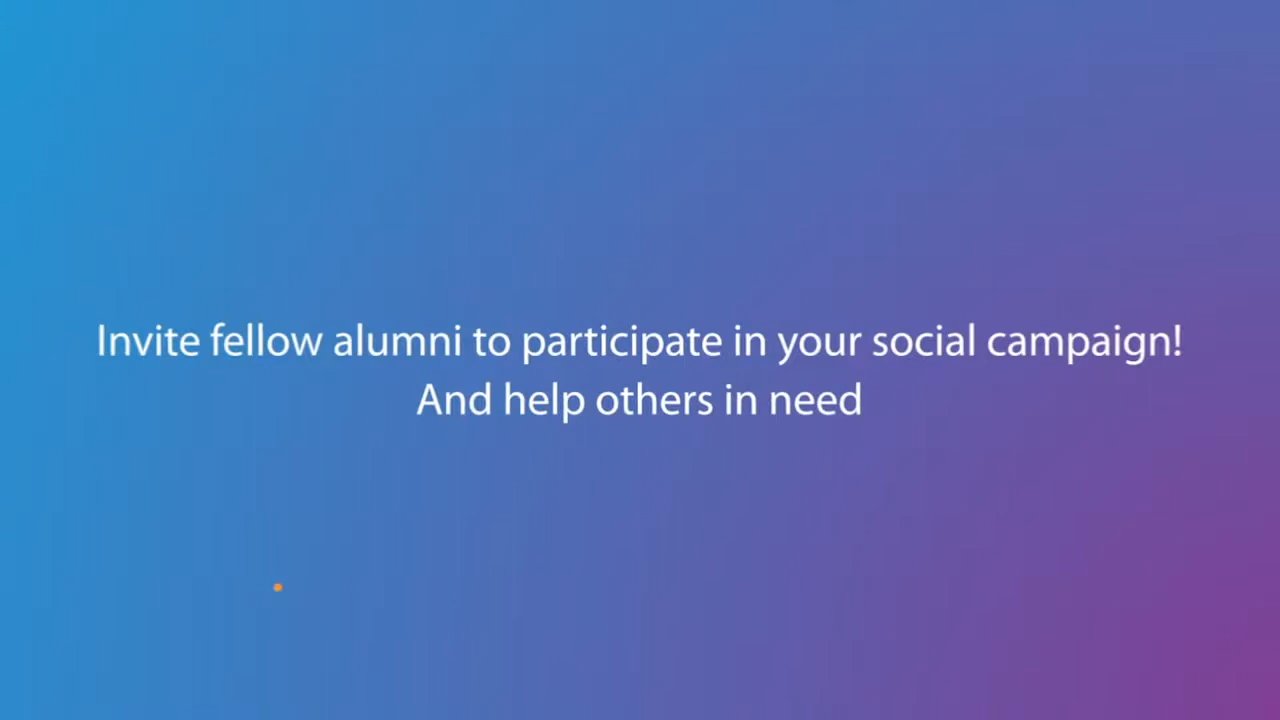 Invite fellow alumni to participate in your social campaign!
And help others in need